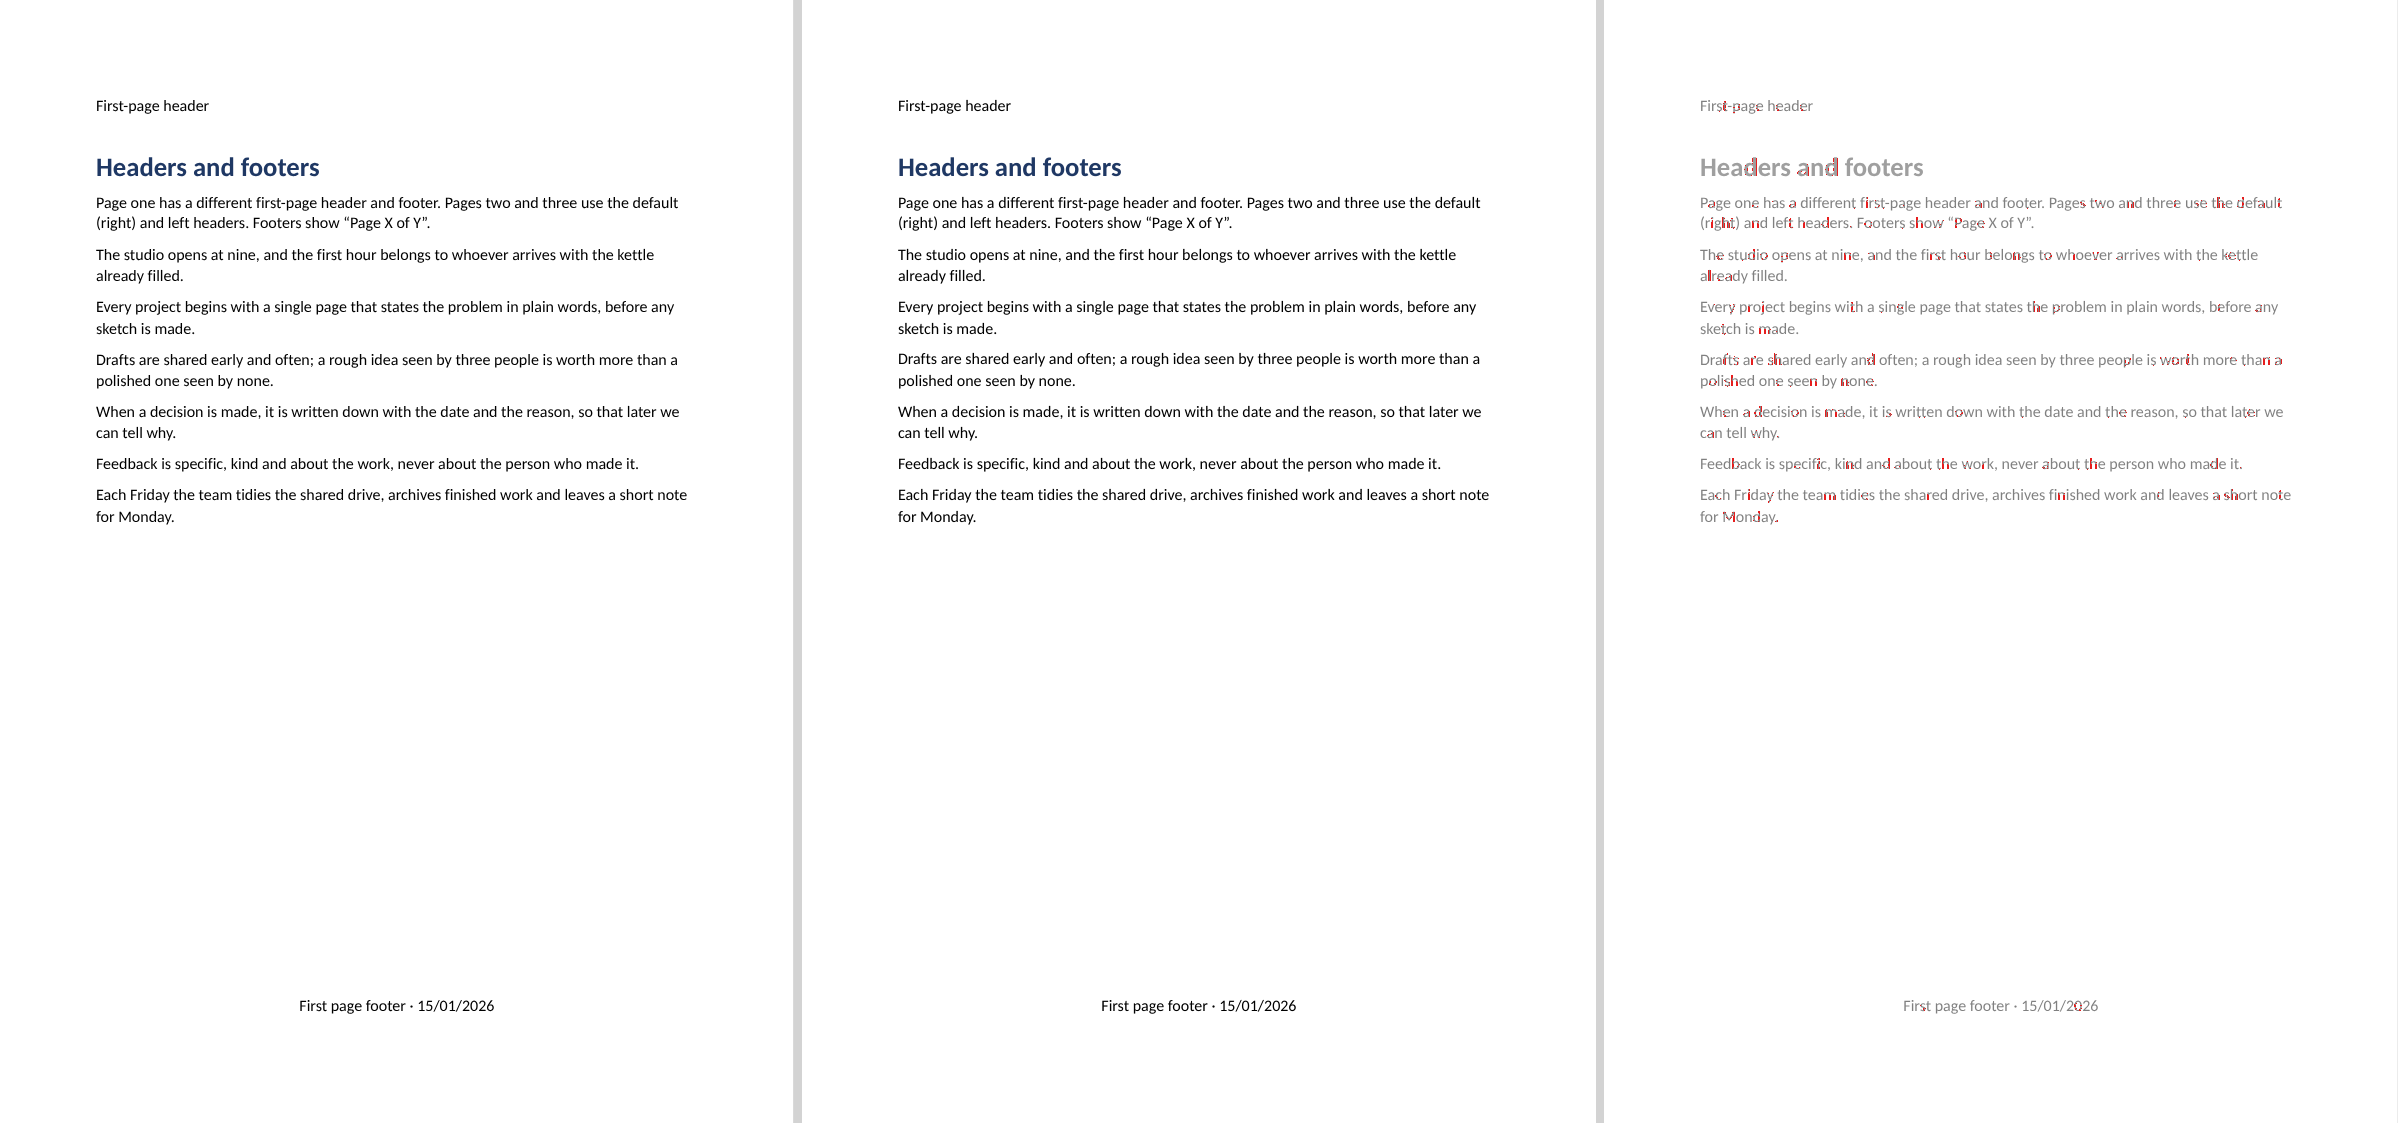 First-page header
Headers and footers
Page one has a different first-page header and footer. Pages two and three use the default
(right) and left headers. Footers show “Page X of Y”.
The studio opens at nine, and the first hour belongs to whoever arrives with the kettle
already filled.
Every project begins with a single page that states the problem in plain words, before any
sketch is made.
Drafts are shared early and often; a rough idea seen by three people is worth more than a
polished one seen by none.
When a decision is made, it is written down with the date and the reason, so that later we
can tell why.
Feedback is specific, kind and about the work, never about the person who made it.
Each Friday the team tidies the shared drive, archives finished work and leaves a short note
for Monday.
First page footer · 15/01/2026
First-page header
Headers and footers
Page one has a different first-page header and footer. Pages two and three use the default
(right) and left headers. Footers show “Page X of Y”.
The studio opens at nine, and the first hour belongs to whoever arrives with the kettle
already filled.
Every project begins with a single page that states the problem in plain words, before any
sketch is made.
Drafts are shared early and often; a rough idea seen by three people is worth more than a
polished one seen by none.
When a decision is made, it is written down with the date and the reason, so that later we
can tell why.
Feedback is specific, kind and about the work, never about the person who made it.
Each Friday the team tidies the shared drive, archives finished work and leaves a short note
for Monday.
First page footer · 15/01/2026
First-page header
Headers and footers
Page one has a different first-page header and footer. Pages two and three use the default
(right) and left headers. Footers show “Page X of Y”.
The studio opens at nine, and the first hour belongs to whoever arrives with the kettle
already filled.
Every project begins with a single page that states the problem in plain words, before any
sketch is made.
Drafts are shared early and often; a rough idea seen by three people is worth more than a
polished one seen by none.
When a decision is made, it is written down with the date and the reason, so that later we
can tell why.
Feedback is specific, kind and about the work, never about the person who made it.
Each Friday the team tidies the shared drive, archives finished work and leaves a short note
for Monday.
First page footer · 15/01/2026